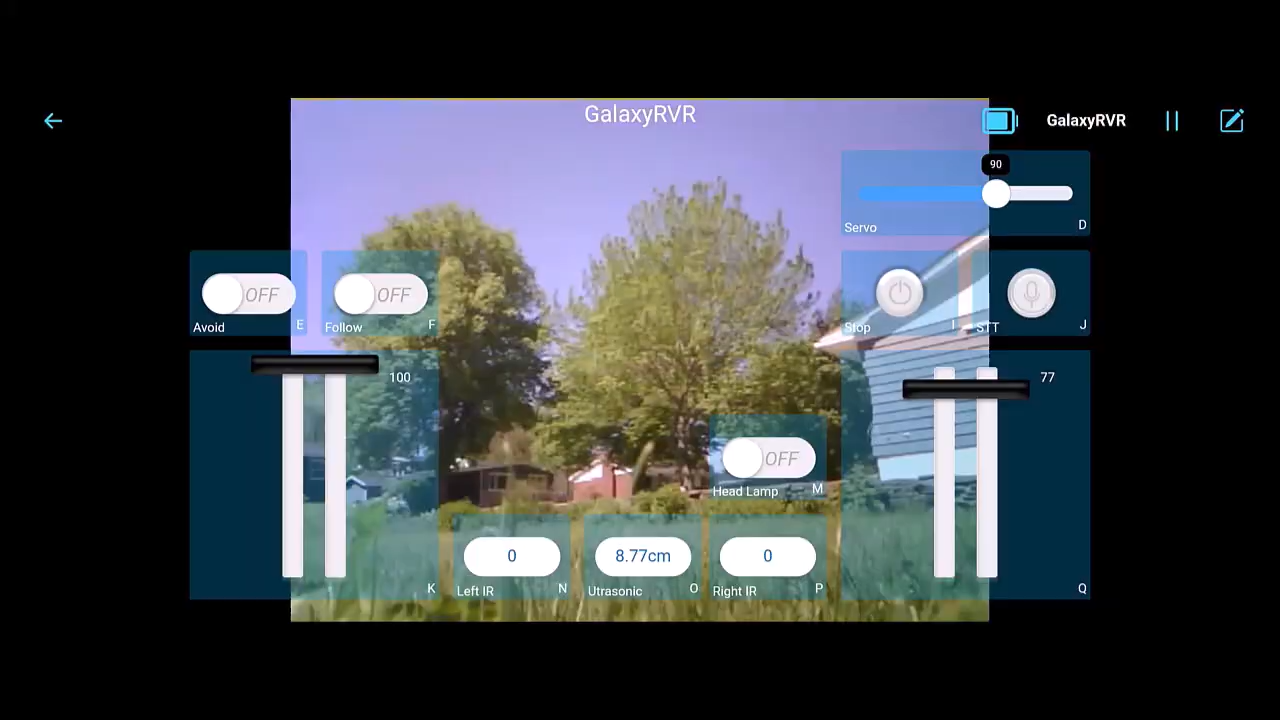 GalaxyRVR
GalaxyRVR
90
Servo D
OFF OFF
Avoid E Follow F Stop I STT J
100 77
OFF
Head Lamp M
0 8.77cm 0
K Left IR N Utrasonic O Right IR P Q